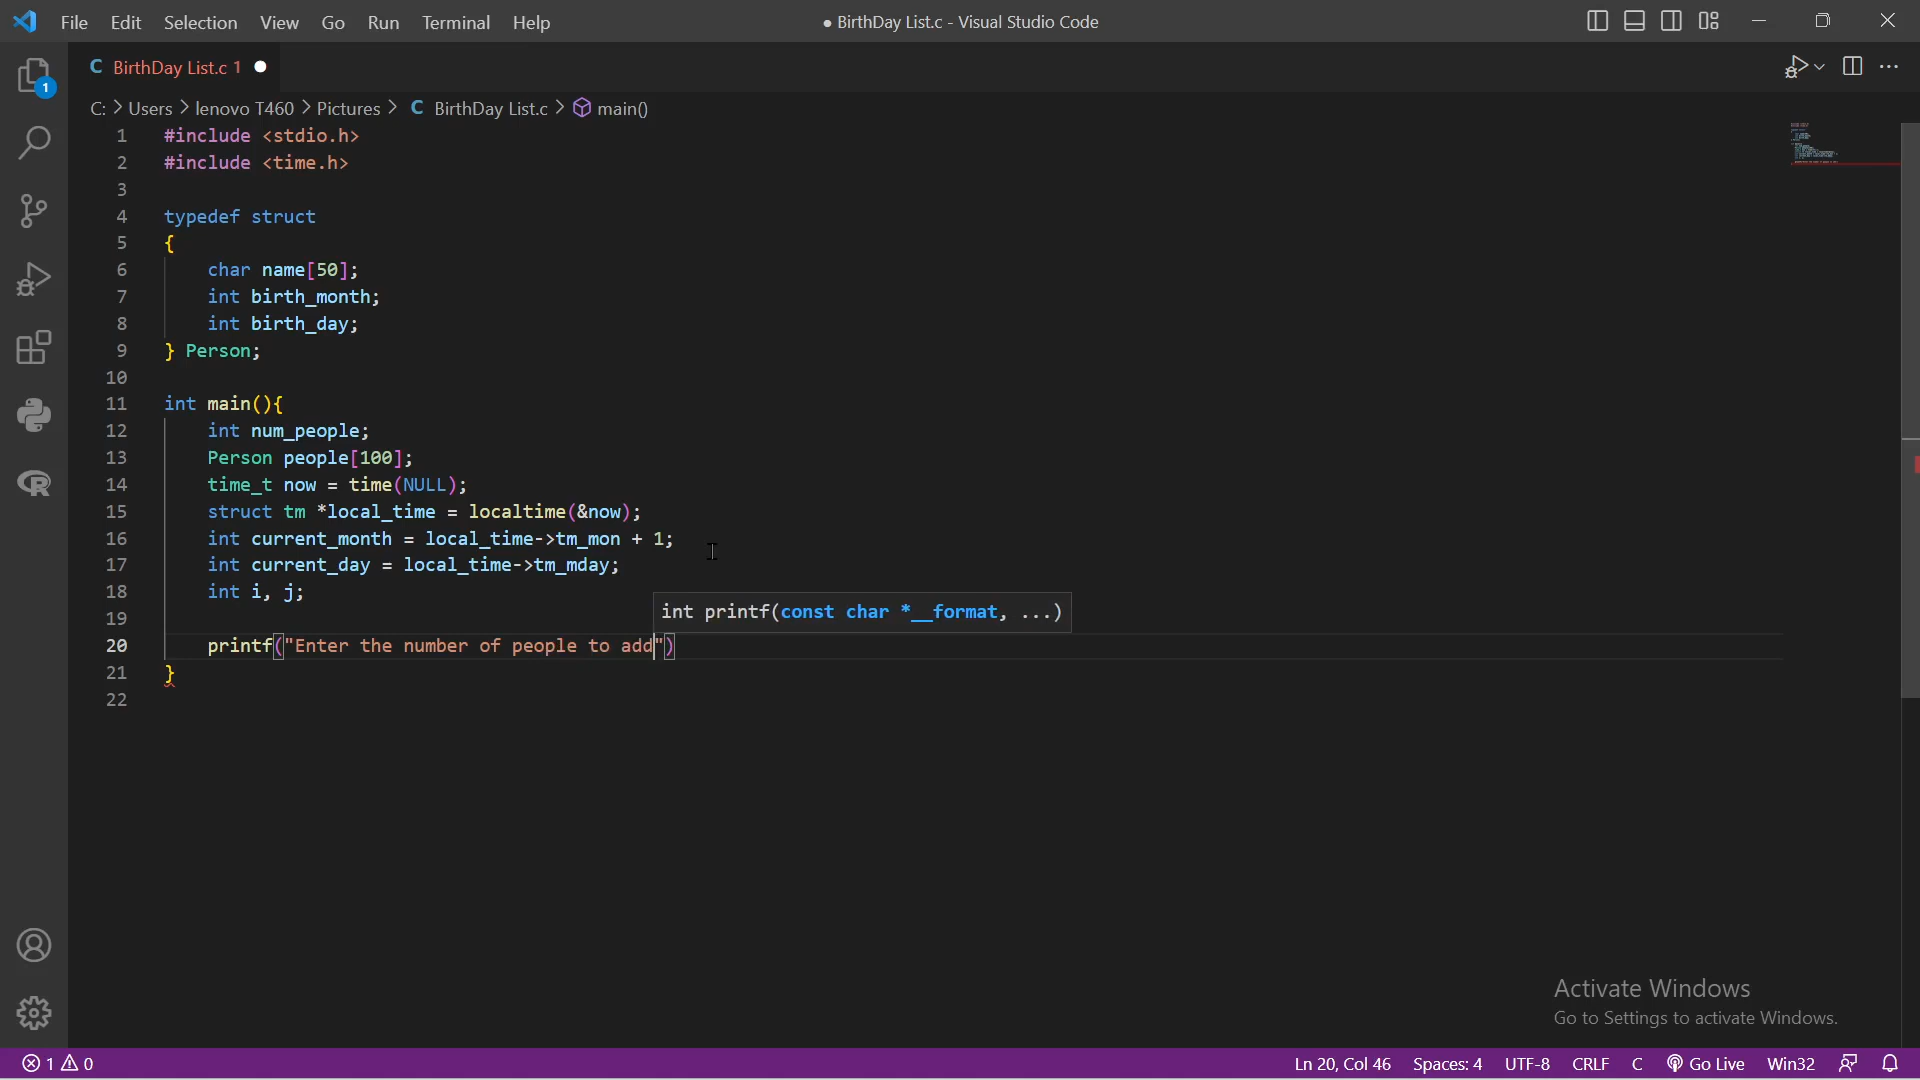 File Edit Selection View Go Run Terminal Help
● BirthDay List.c - Visual Studio Code
C BirthDay List.c 1 ●
C: > Users > lenovo T460 > Pictures > C BirthDay List.c > main()
1 #include <stdio.h>
2 #include <time.h>
3
4 typedef struct
5 {
6 char name[50];
7 int birth_month;
8 int birth_day;
9 } Person;
10
11 int main(){
12 int num_people;
13 Person people[100];
14 time_t now = time(NULL);
15 struct tm *local_time = localtime(&now);
16 int current_month = local_time->tm_mon + 1;
17 int current_day = local_time->tm_mday;
18 int i, j;
int printf(const char *__format, ...)
19
20 printf("Enter the number of people to add")
21 }
22
1
R
Activate Windows
Go to Settings to activate Windows.
1 0 Ln 20, Col 46 Spaces: 4 UTF-8 CRLF C Go Live Win32